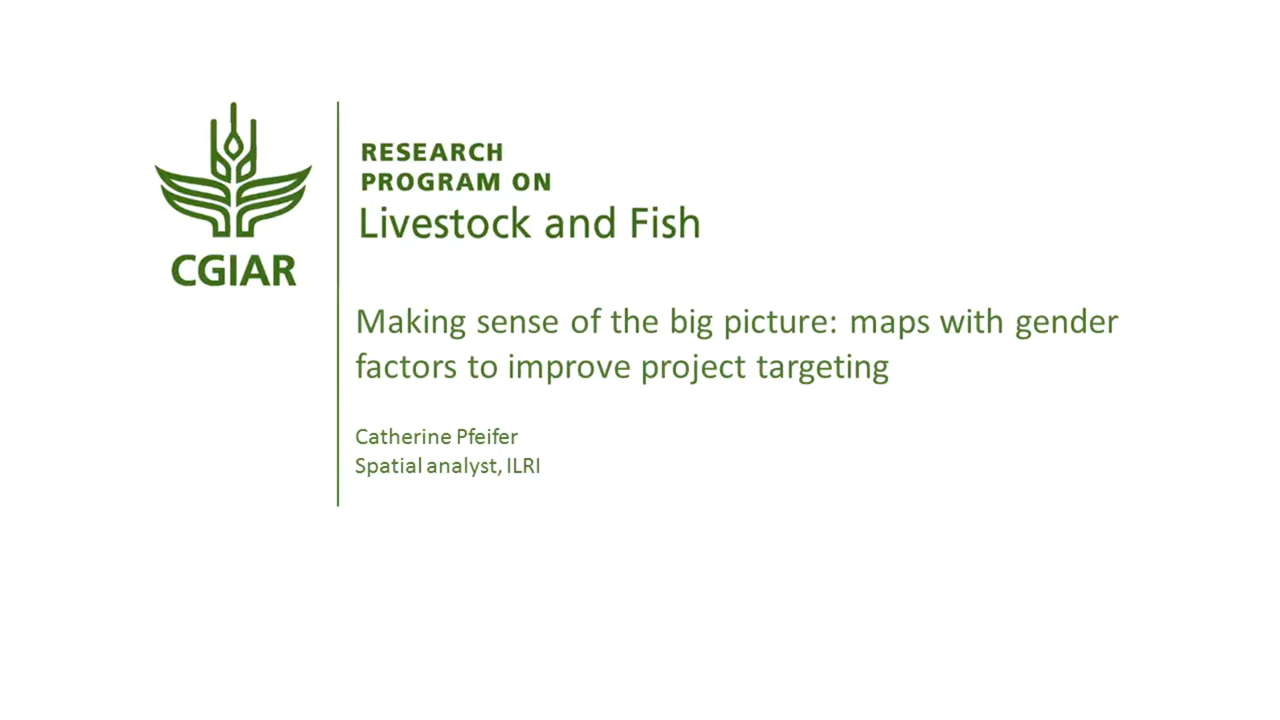 CGIAR
RESEARCH
PROGRAM ON
Livestock and Fish
Making sense of the big picture: maps with gender
factors to improve project targeting
Catherine Pfeifer
Spatial analyst, ILRI